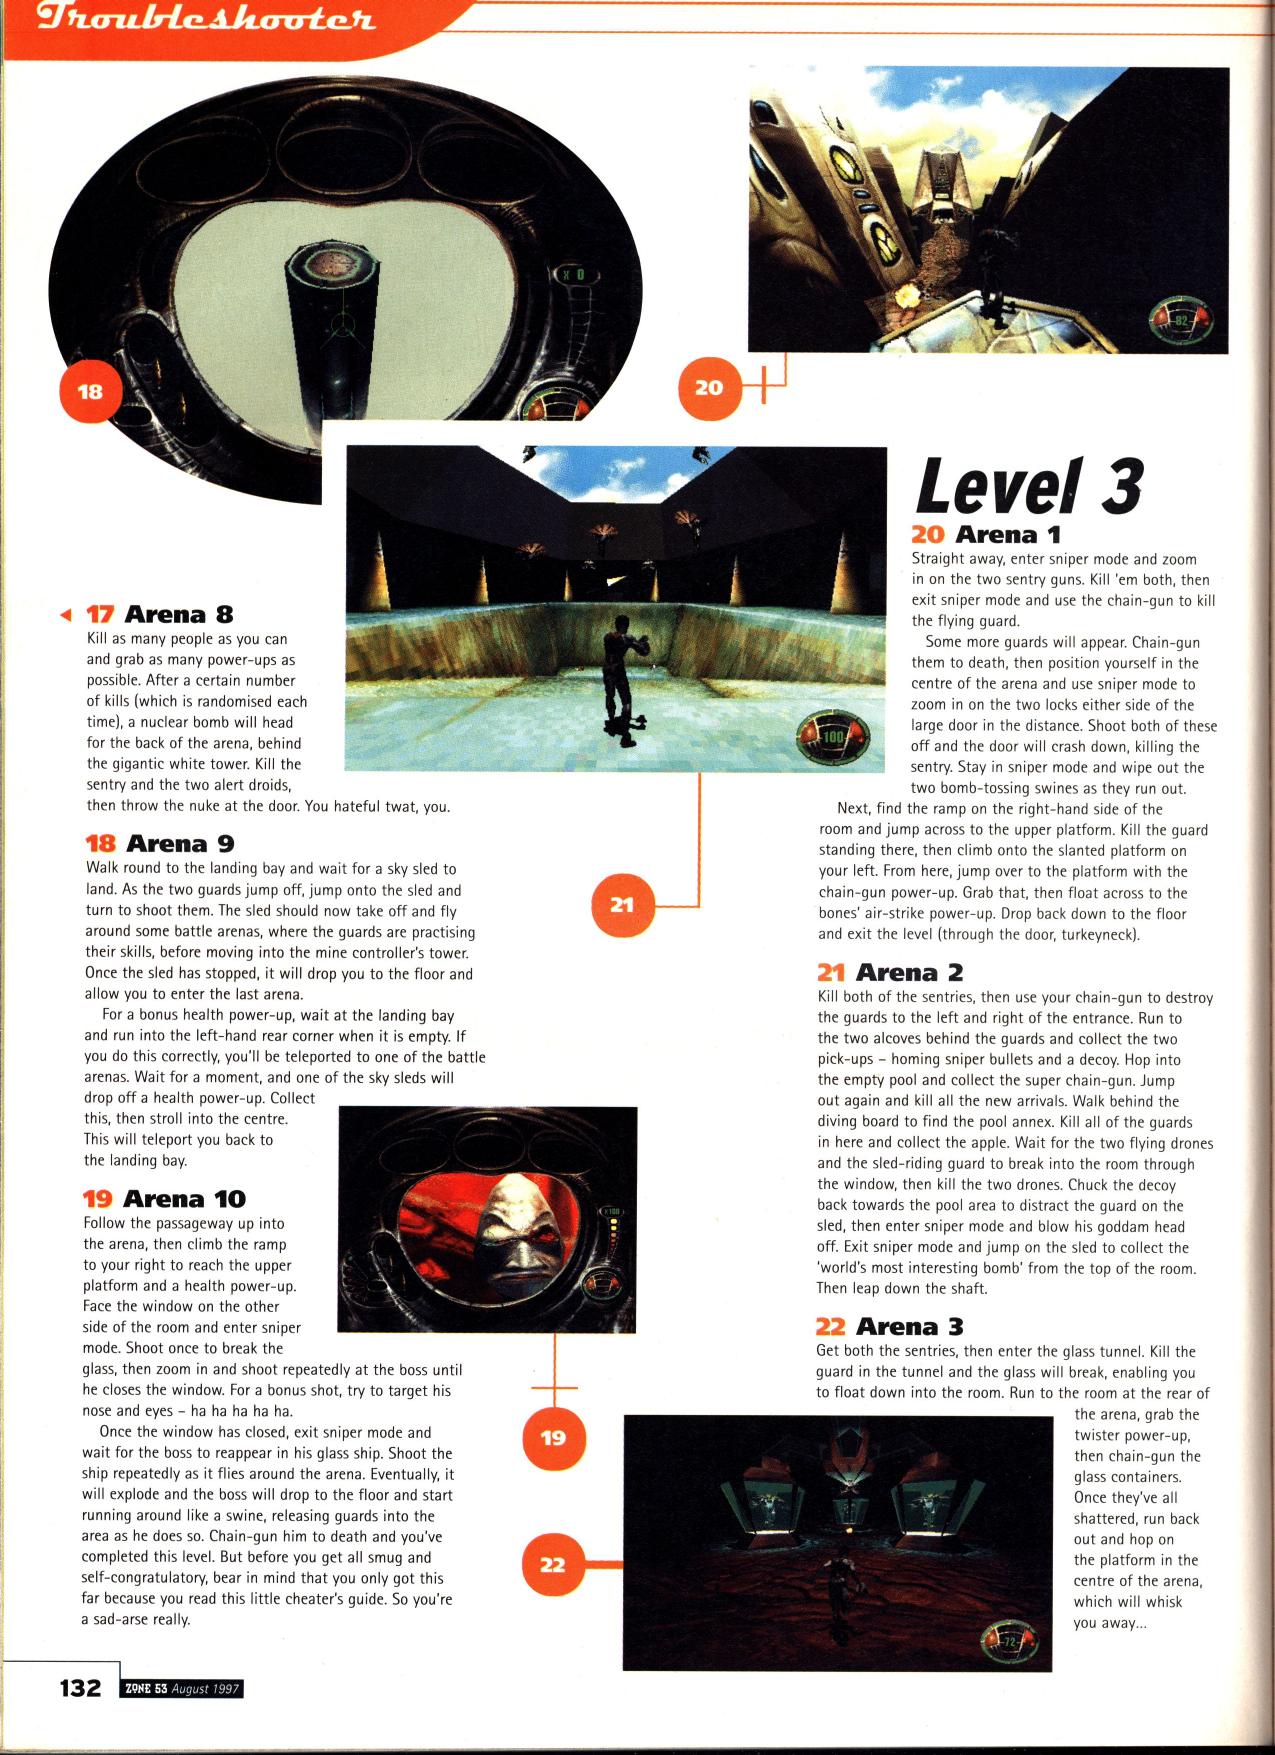 Troubleshooter
18
20
x 0
82
100
21
x100
19
22
72
17 Arena 8
Kill as many people as you can
and grab as many power-ups as
possible. After a certain number
of kills (which is randomised each
time), a nuclear bomb will head
for the back of the arena, behind
the gigantic white tower. Kill the
sentry and the two alert droids,
then throw the nuke at the door. You hateful twat, you.
18 Arena 9
Walk round to the landing bay and wait for a sky sled to
land. As the two guards jump off, jump onto the sled and
turn to shoot them. The sled should now take off and fly
around some battle arenas, where the guards are practising
their skills, before moving into the mine controller's tower.
Once the sled has stopped, it will drop you to the floor and
allow you to enter the last arena.
For a bonus health power-up, wait at the landing bay
and run into the left-hand rear corner when it is empty. If
you do this correctly, you'll be teleported to one of the battle
arenas. Wait for a moment, and one of the sky sleds will
drop off a health power-up. Collect
this, then stroll into the centre.
This will teleport you back to
the landing bay.
19 Arena 10
Follow the passageway up into
the arena, then climb the ramp
to your right to reach the upper
platform and a health power-up.
Face the window on the other
side of the room and enter sniper
mode. Shoot once to break the
glass, then zoom in and shoot repeatedly at the boss until
he closes the window. For a bonus shot, try to target his
nose and eyes – ha ha ha ha ha.
Once the window has closed, exit sniper mode and
wait for the boss to reappear in his glass ship. Shoot the
ship repeatedly as it flies around the arena. Eventually, it
will explode and the boss will drop to the floor and start
running around like a swine, releasing guards into the
area as he does so. Chain-gun him to death and you've
completed this level. But before you get all smug and
self-congratulatory, bear in mind that you only got this
far because you read this little cheater's guide. So you're
a sad-arse really.
Level 3
20 Arena 1
Straight away, enter sniper mode and zoom
in on the two sentry guns. Kill 'em both, then
exit sniper mode and use the chain-gun to kill
the flying guard.
Some more guards will appear. Chain-gun
them to death, then position yourself in the
centre of the arena and use sniper mode to
zoom in on the two locks either side of the
large door in the distance. Shoot both of these
off and the door will crash down, killing the
sentry. Stay in sniper mode and wipe out the
two bomb-tossing swines as they run out.
Next, find the ramp on the right-hand side of the
room and jump across to the upper platform. Kill the guard
standing there, then climb onto the slanted platform on
your left. From here, jump over to the platform with the
chain-gun power-up. Grab that, then float across to the
bones' air-strike power-up. Drop back down to the floor
and exit the level (through the door, turkeyneck).
21 Arena 2
Kill both of the sentries, then use your chain-gun to destroy
the guards to the left and right of the entrance. Run to
the two alcoves behind the guards and collect the two
pick-ups – homing sniper bullets and a decoy. Hop into
the empty pool and collect the super chain-gun. Jump
out again and kill all the new arrivals. Walk behind the
diving board to find the pool annex. Kill all of the guards
in here and collect the apple. Wait for the two flying drones
and the sled-riding guard to break into the room through
the window, then kill the two drones. Chuck the decoy
back towards the pool area to distract the guard on the
sled, then enter sniper mode and blow his goddam head
off. Exit sniper mode and jump on the sled to collect the
'world's most interesting bomb' from the top of the room.
Then leap down the shaft.
22 Arena 3
Get both the sentries, then enter the glass tunnel. Kill the
guard in the tunnel and the glass will break, enabling you
to float down into the room. Run to the room at the rear of
the arena, grab the
twister power-up,
then chain-gun the
glass containers.
Once they've all
shattered, run back
out and hop on
the platform in the
centre of the arena,
which will whisk
you away...
132 ZONE 53 August 1997